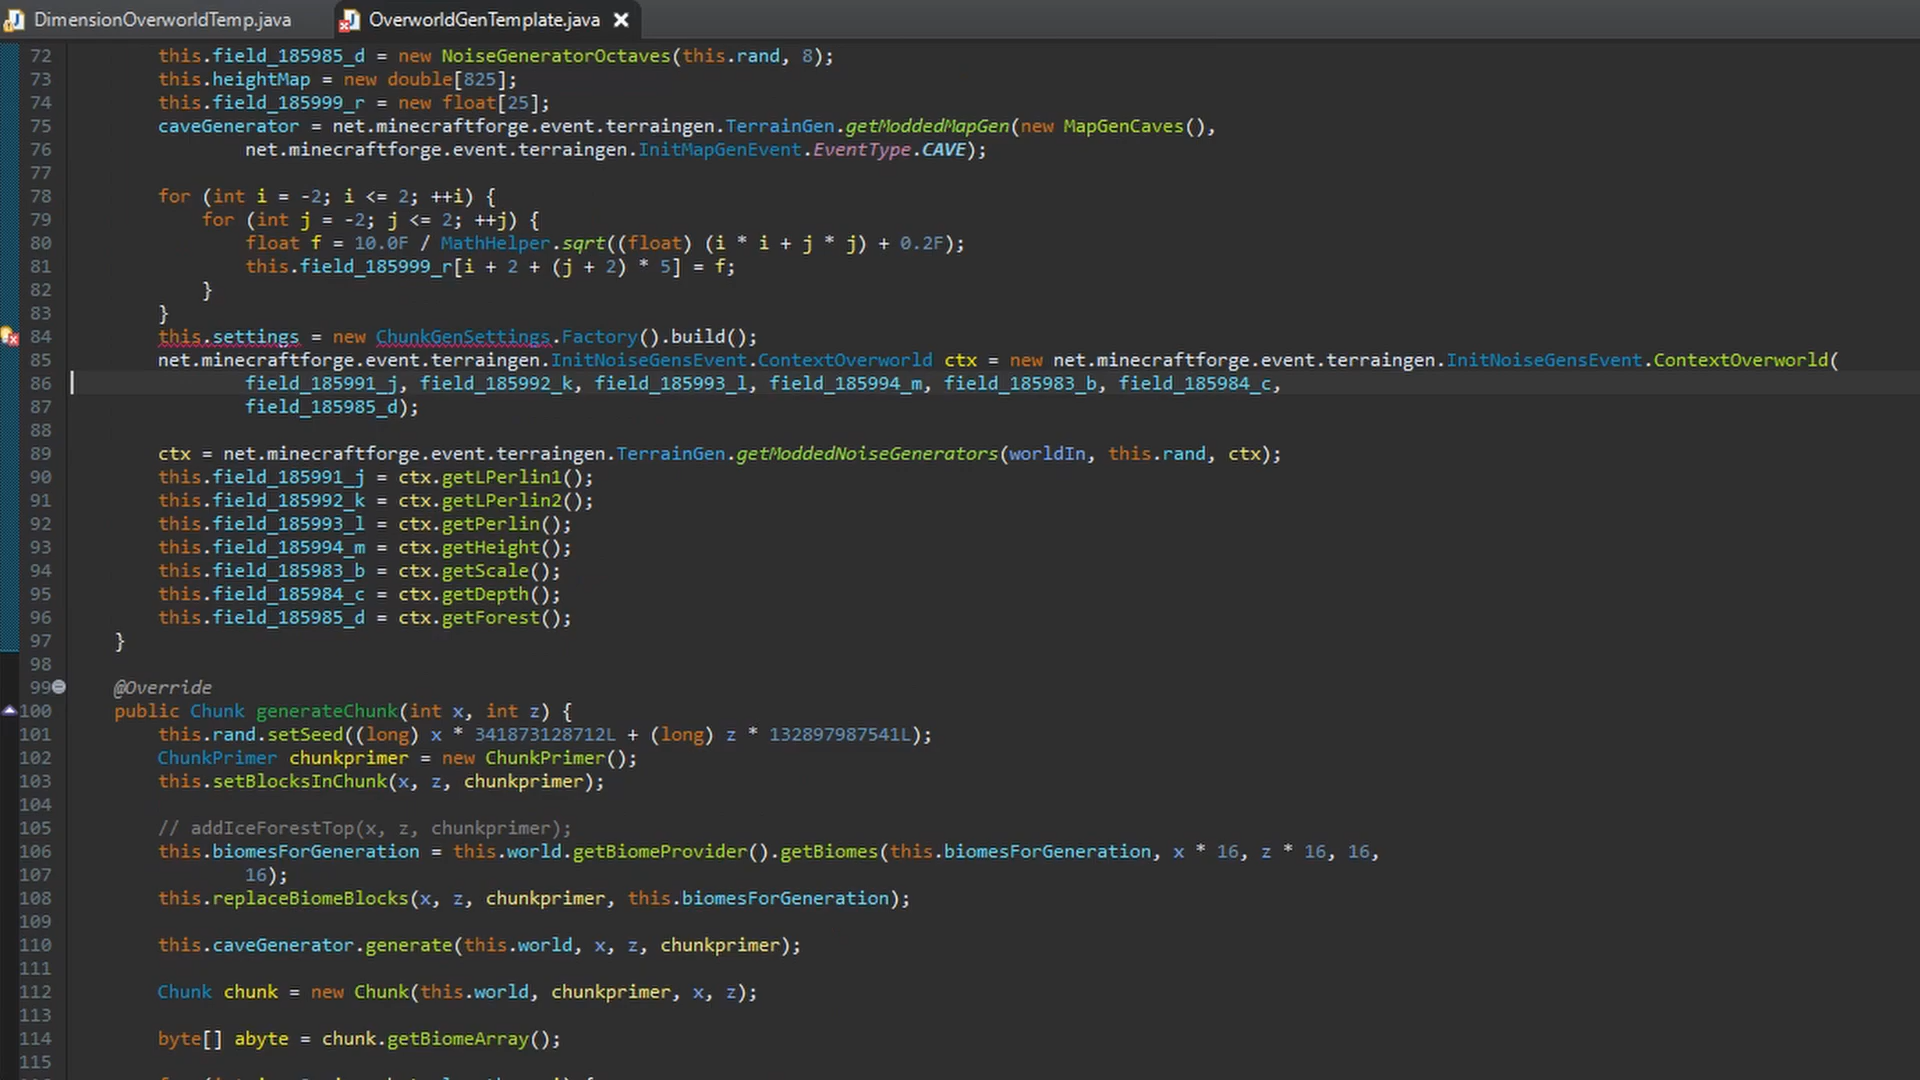 DimensionOverworldTemp.java OverworldGenTemplate.java
72 this.field_185985_d = new NoiseGeneratorOctaves(this.rand, 8);
73 this.heightMap = new double[825];
74 this.field_185999_r = new float[25];
75 caveGenerator = net.minecraftforge.event.terraingen.TerrainGen.getModdedMapGen(new MapGenCaves(),
76 net.minecraftforge.event.terraingen.InitMapGenEvent.EventType.CAVE);
77
78 for (int i = -2; i <= 2; ++i) {
79 for (int j = -2; j <= 2; ++j) {
80 float f = 10.0F / MathHelper.sqrt((float) (i * i + j * j) + 0.2F);
81 this.field_185999_r[i + 2 + (j + 2) * 5] = f;
82 }
83 }
84 this.settings = new ChunkGenSettings.Factory().build();
85 net.minecraftforge.event.terraingen.InitNoiseGensEvent.ContextOverworld ctx = new net.minecraftforge.event.terraingen.InitNoiseGensEvent.ContextOverworld(
86 field_185991_j, field_185992_k, field_185993_l, field_185994_m, field_185983_b, field_185984_c,
87 field_185985_d);
88
89 ctx = net.minecraftforge.event.terraingen.TerrainGen.getModdedNoiseGenerators(worldIn, this.rand, ctx);
90 this.field_185991_j = ctx.getLPerlin1();
91 this.field_185992_k = ctx.getLPerlin2();
92 this.field_185993_l = ctx.getPerlin();
93 this.field_185994_m = ctx.getHeight();
94 this.field_185983_b = ctx.getScale();
95 this.field_185984_c = ctx.getDepth();
96 this.field_185985_d = ctx.getForest();
97 }
98
99 @Override
100 public Chunk generateChunk(int x, int z) {
101 this.rand.setSeed((long) x * 341873128712L + (long) z * 132897987541L);
102 ChunkPrimer chunkprimer = new ChunkPrimer();
103 this.setBlocksInChunk(x, z, chunkprimer);
104
105 // addIceForestTop(x, z, chunkprimer);
106 this.biomesForGeneration = this.world.getBiomeProvider().getBiomes(this.biomesForGeneration, x * 16, z * 16, 16,
107 16);
108 this.replaceBiomeBlocks(x, z, chunkprimer, this.biomesForGeneration);
109
110 this.caveGenerator.generate(this.world, x, z, chunkprimer);
111
112 Chunk chunk = new Chunk(this.world, chunkprimer, x, z);
113
114 byte[] abyte = chunk.getBiomeArray();
115